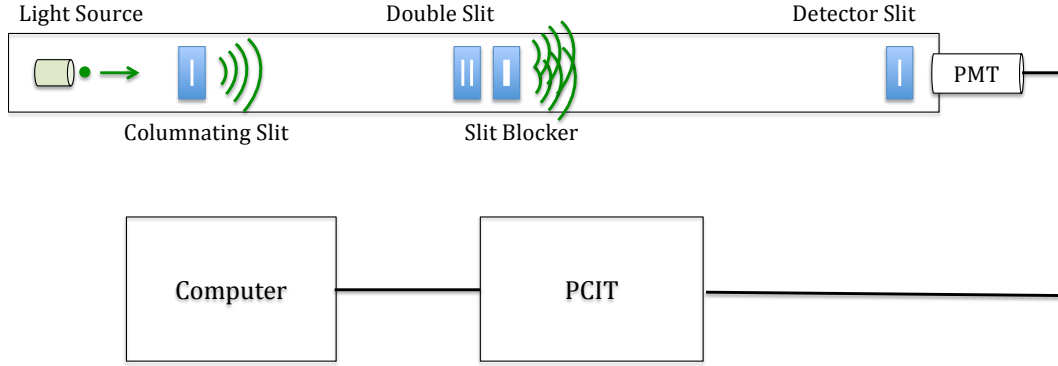 Light Source
Double Slit
Detector Slit
PMT
Columnating Slit
Slit Blocker
Computer
PCIT